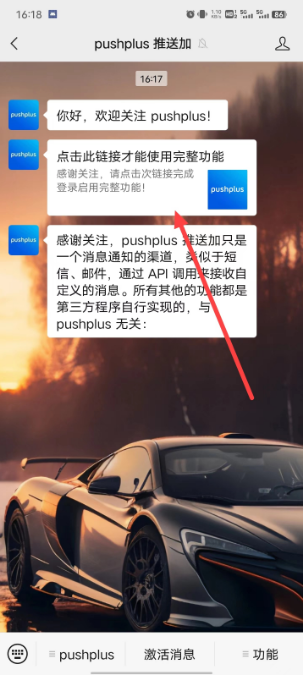 16:18
5G
5G
86
pushplus 推送加
16:17
pushplus
你好，欢迎关注 pushplus！
pushplus
点击此链接才能使用完整功能
感谢关注，请点击次链接完成
登录启用完整功能！
pushplus
pushplus
感谢关注，pushplus 推送加只是
一个消息通知的渠道，类似于短
信、邮件，通过 API 调用来接收自
定义的消息。所有其他的功能都是
第三方程序自行实现的，与
pushplus 无关：
pushplus
激活消息
功能